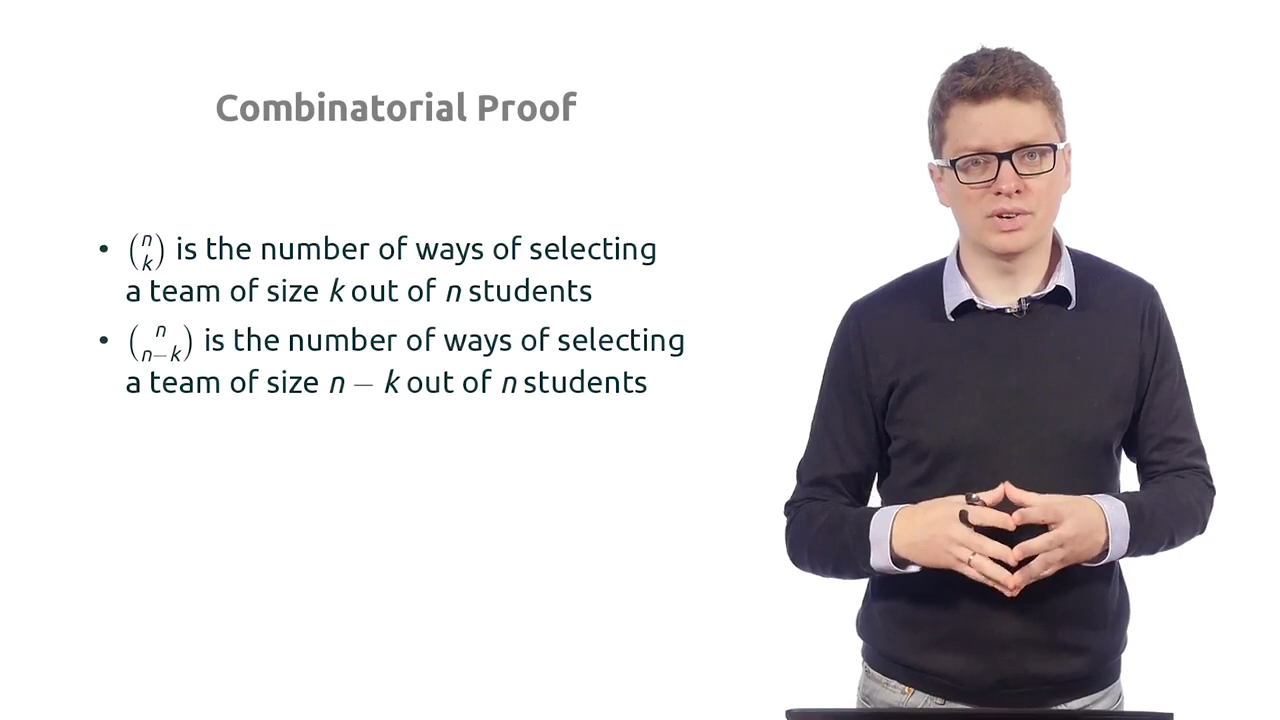 Combinatorial Proof
• (n k) is the number of ways of selecting
a team of size k out of n students
• (n n−k) is the number of ways of selecting
a team of size n − k out of n students